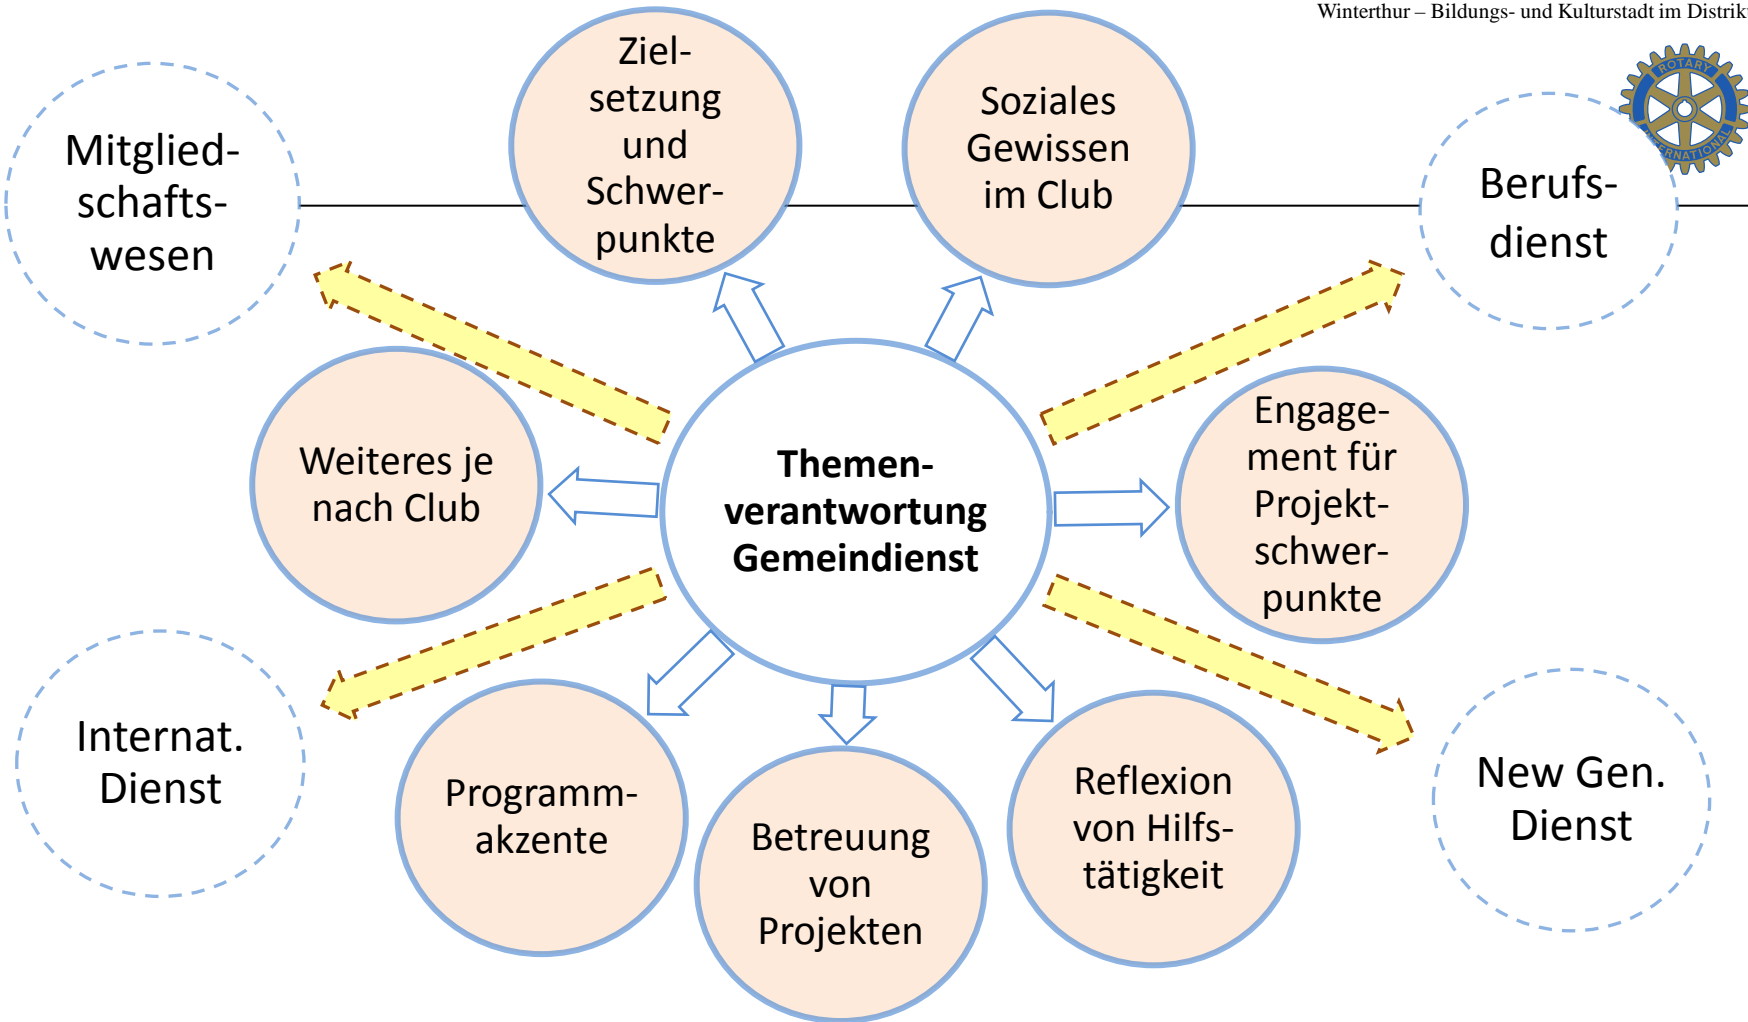 Winterthur – Bildungs- und Kulturstadt im Distrik
Ziel-
setzung
und
Schwer-
punkte
Soziales
Gewissen
im Club
ROTARY
INTERNATIONAL
Mitglied-
schafts-
wesen
Berufs-
dienst
Weiteres je
nach Club
Themen-
verantwortung
Gemeindienst
Engage-
ment für
Projekt-
schwer-
punkte
Internat.
Dienst
Programm-
akzente
Betreuung
von
Projekten
Reflexion
von Hilfs-
tätigkeit
New Gen.
Dienst